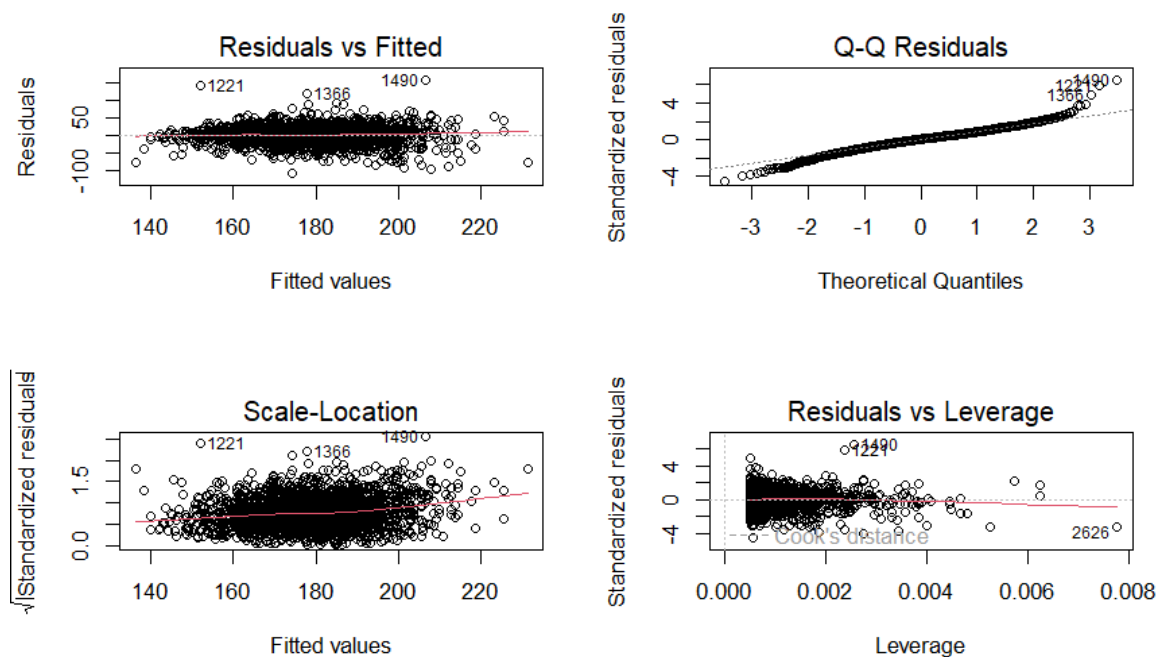 Residuals vs Fitted
Residuals
50
-100
1221
1366
1490
140 160 180 200 220
Fitted values
Q-Q Residuals
Standardized residuals
4
0
-4
1490
1221
1366
-3 -2 -1 0 1 2 3
Theoretical Quantiles
Scale-Location
√|Standardized residuals|
1.5
0.0
1221
1366
1490
140 160 180 200 220
Fitted values
Residuals vs Leverage
Standardized residuals
4
0
-4
1490
1221
2626
Cook's distance
0.000 0.002 0.004 0.006 0.008
Leverage